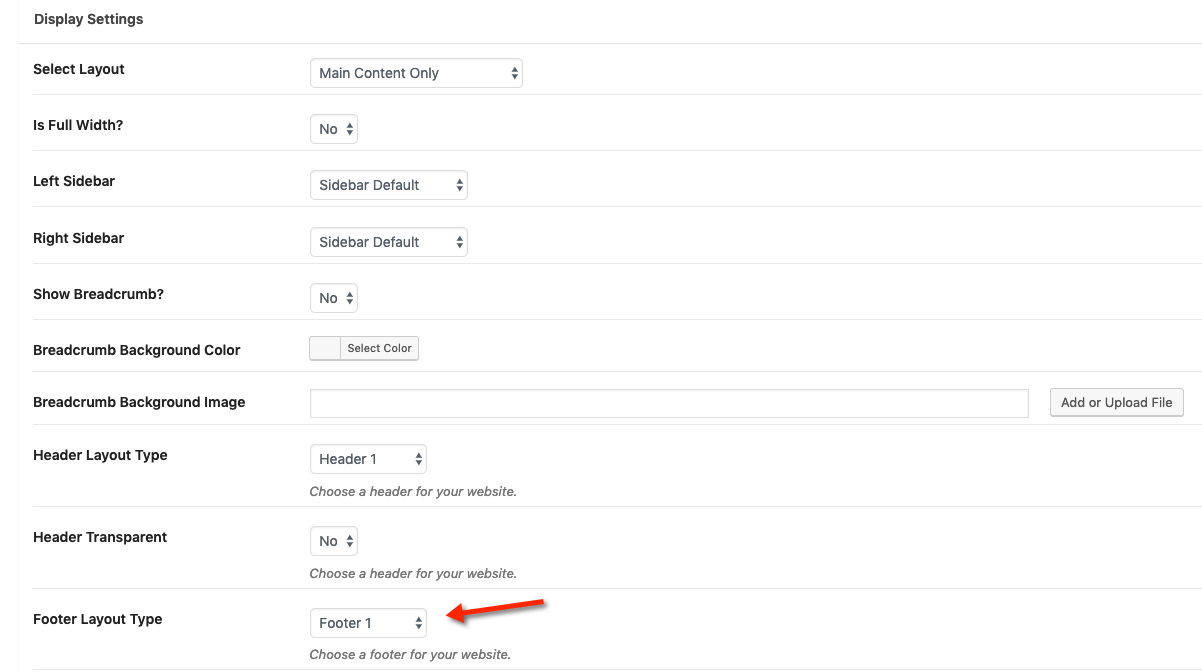 Display Settings
Select Layout Main Content Only
Is Full Width? No
Left Sidebar Sidebar Default
Right Sidebar Sidebar Default
Show Breadcrumb? No
Breadcrumb Background Color Select Color
Breadcrumb Background Image Add or Upload File
Header Layout Type Header 1
Choose a header for your website.
Header Transparent No
Choose a header for your website.
Footer Layout Type Footer 1
Choose a footer for your website.